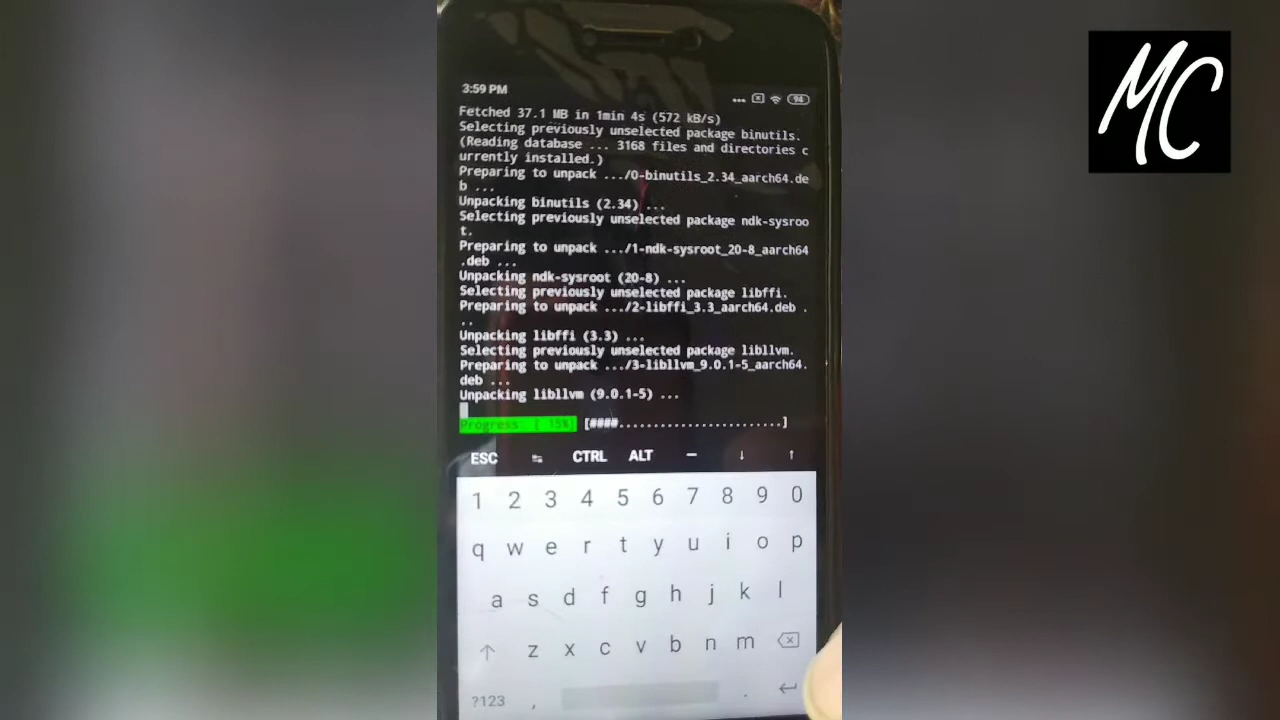 MC
3:59 PM
94
Fetched 37.1 MB in 1min 4s (572 kB/s)
Selecting previously unselected package binutils.
(Reading database ... 3168 files and directories c
urrently installed.)
Preparing to unpack .../0-binutils_2.34_aarch64.de
b ...
Unpacking binutils (2.34) ...
Selecting previously unselected package ndk-sysroo
t.
Preparing to unpack .../1-ndk-sysroot_20-8_aarch64
.deb ...
Unpacking ndk-sysroot (20-8) ...
Selecting previously unselected package libffi.
Preparing to unpack .../2-libffi_3.3_aarch64.deb .
..
Unpacking libffi (3.3) ...
Selecting previously unselected package libllvm.
Preparing to unpack .../3-libllvm_9.0.1-5_aarch64.
deb ...
Unpacking libllvm (9.0.1-5) ...
Progress: [ 15%] [####........................]
ESC ↹ CTRL ALT — ↓ ↑
1 2 3 4 5 6 7 8 9 0
q w e r t y u i o p
a s d f g h j k l
z x c v b n m
?123 , .